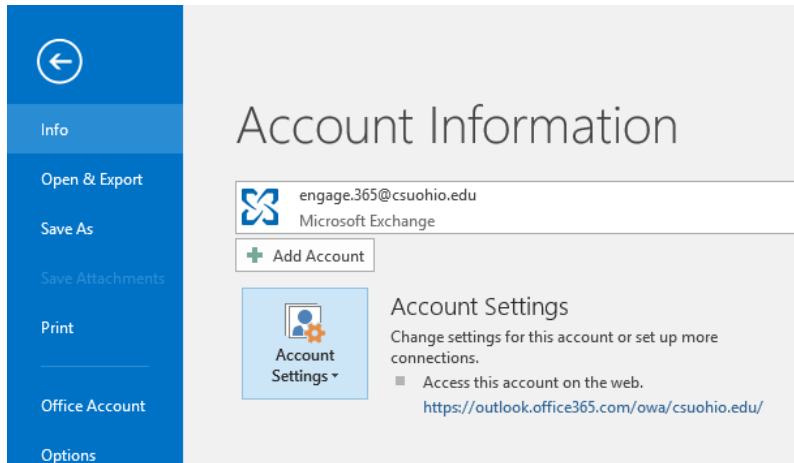 Info
Open & Export
Save As
Save Attachments
Print
Office Account
Options
Account Information
engage.365@csuohio.edu
Microsoft Exchange
Add Account
Account
Settings
Account Settings
Change settings for this account or set up more
connections.
Access this account on the web.
https://outlook.office365.com/owa/csuohio.edu/